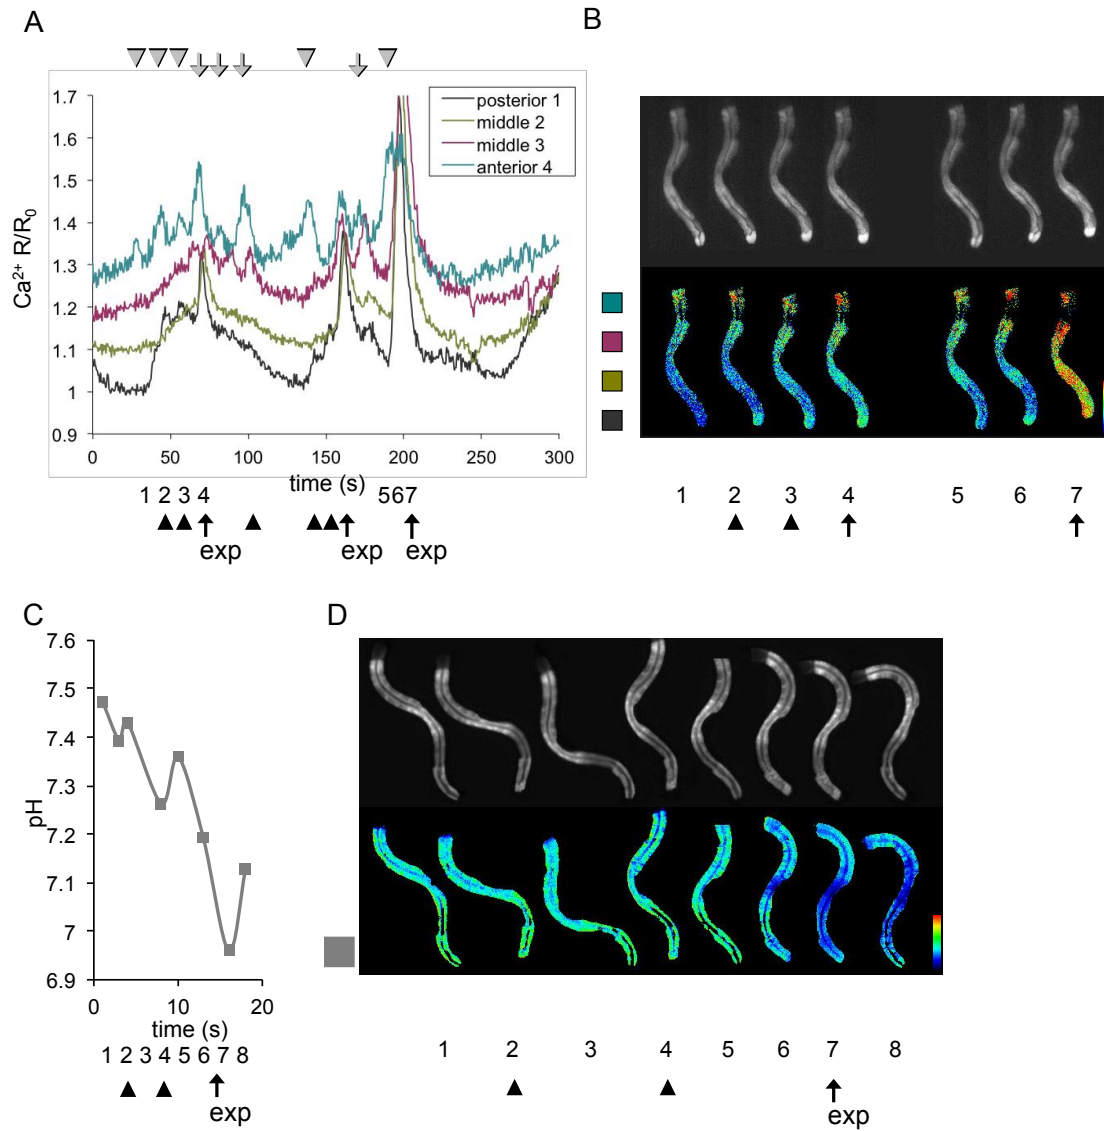 A
B
1.7
1.6
1.5
1.4
1.3
1.2
1.1
1
0.9
Ca²⁺ R/R₀
posterior 1
middle 2
middle 3
anterior 4
0 50 100 150 200 250 300
time (s)
1 2 3 4 5 6 7
exp exp exp
1 2 3 4 5 6 7
C
D
7.6
7.5
7.4
7.3
7.2
7.1
7
6.9
pH
0 10 20
time (s)
1 2 3 4 5 6 7 8
exp
1 2 3 4 5 6 7 8
exp